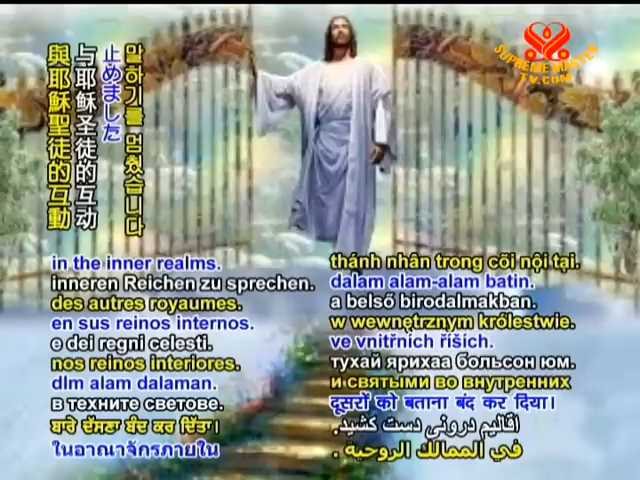 SUPREME MASTER
TV.COM
말하기를 멈췄습니다
止めました
与耶稣圣徒的互动
與耶穌聖徒的互動
in the inner realms.
inneren Reichen zu sprechen.
des autres royaumes.
en sus reinos internos.
e dei regni celesti.
nos reinos interiores.
dlm alam dalaman.
в техните светове.
ਬਾਰੇ ਦੱਸਣਾ ਬੰਦ ਕਰ ਦਿੱਤਾ।
ในอาณาจักรภายใน
thánh nhân trong cõi nội tại.
dalam alam-alam batin.
a belső birodalmakban.
w wewnętrznym królestwie.
ve vnitřních říších.
тухай ярихаа больсон юм.
и святыми во внутренних
दूसरों को बताना बंद कर दिया।
اقالیم درونی دست کشید.
في الممالك الروحية .